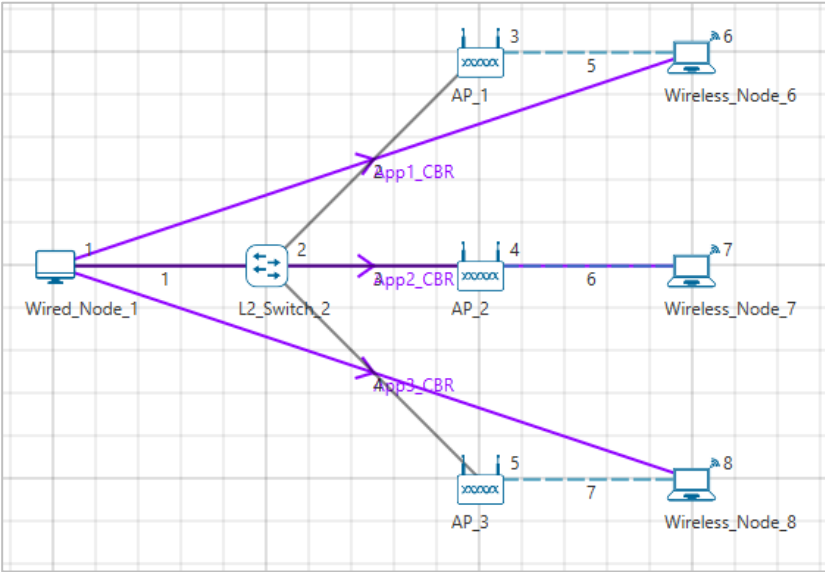 3
6
5
AP_1
Wireless_Node_6
App1_CBR
1
2
4
7
1
App2_CBR
6
Wired_Node_1
L2_Switch_2
AP_2
Wireless_Node_7
App3_CBR
5
8
7
AP_3
Wireless_Node_8